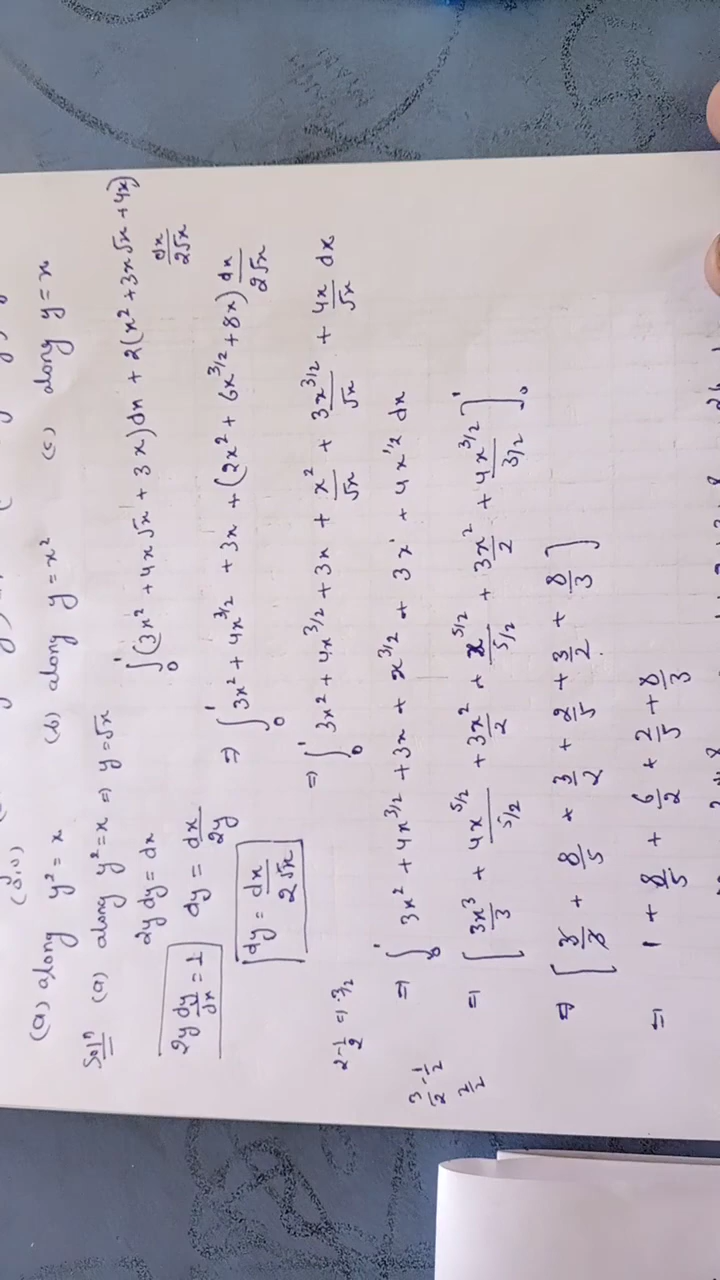 (0,0)
(a) along y² = x (b) along y = x² (c) along y = x
Solⁿ (a) along y² = x ⇒ y = √x
2y dy = dx
2y dy/dx = 1
dy = dx/2y
dy = dx/2√x
∫₀¹ (3x² + 4x√x + 3x) dx + 2(x² + 3x√x + 4x) dx/2√x
⇒ ∫₀¹ 3x² + 4x^3/2 + 3x + (2x² + 6x^3/2 + 8x) dx/2√x
⇒ ∫₀¹ 3x² + 4x^3/2 + 3x + x²/√x + 3x^3/2/√x + 4x/√x dx
2 - 1/2 ⇒ 3/2
⇒ ∫₀¹ 3x² + 4x^3/2 + 3x + x^3/2 + 3x¹ + 4x^1/2 dx
3/2 - 1/2
2/2
⇒ [3x³/3 + 4x^5/2/5/2 + 3x²/2 + x^5/2/5/2 + 3x²/2 + 4x^3/2/3/2]₀¹
⇒ [3/3 + 8/5 + 3/2 + 2/5 + 3/2 + 8/3]
= 1 + 8/5 + 6/2 + 2/5 + 8/3